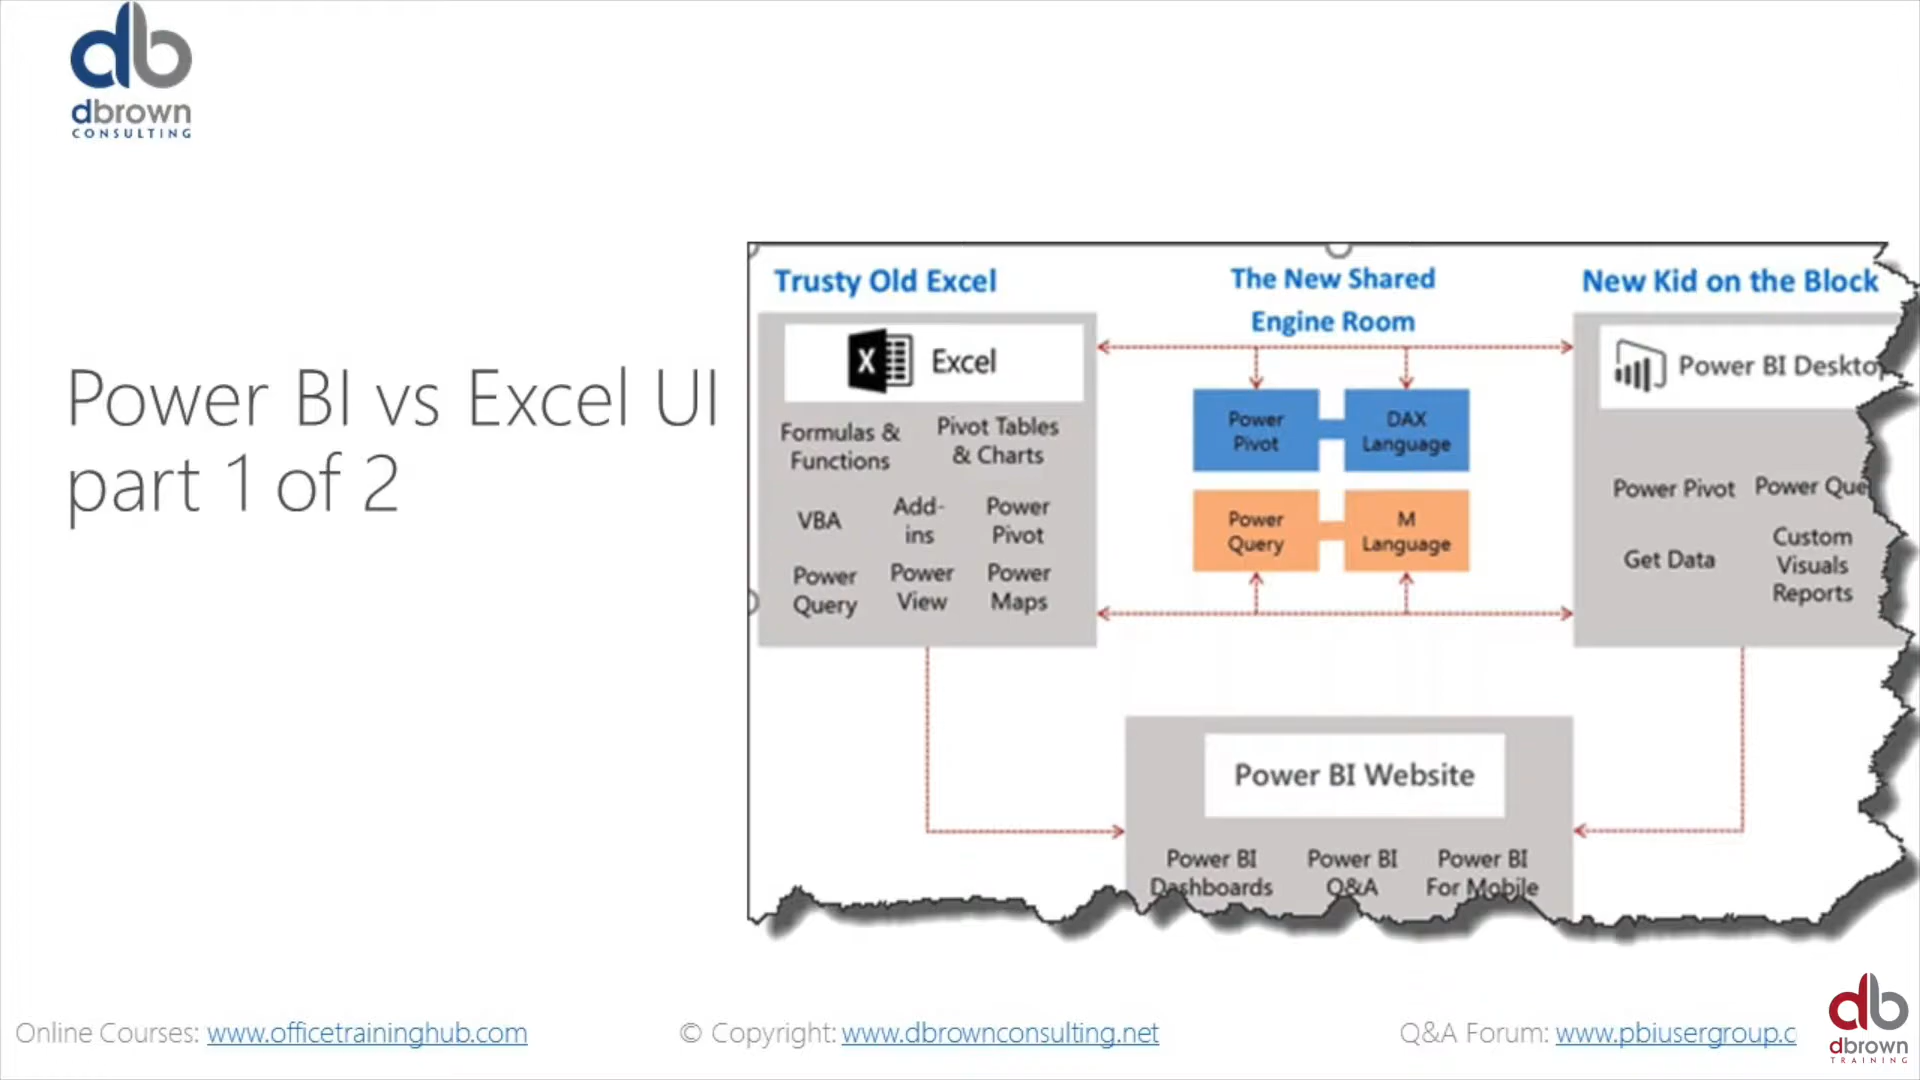 db
dbrown
CONSULTING
Power BI vs Excel UI
part 1 of 2
Trusty Old Excel
The New Shared
Engine Room
New Kid on the Block
X
Excel
Formulas &
Functions
Pivot Tables
& Charts
VBA
Add-
ins
Power
Pivot
Power
Query
Power
View
Power
Maps
Power
Pivot
DAX
Language
Power
Query
M
Language
Power BI Deskto
Power Pivot
Power Que
Get Data
Custom
Visuals
Reports
Power BI Website
Power BI
Dashboards
Power BI
Q&A
Power BI
For Mobile
Online Courses: www.officetraininghub.com
© Copyright: www.dbrownconsulting.net
Q&A Forum: www.pbiusergroup.c
db
dbrown
TRAINING